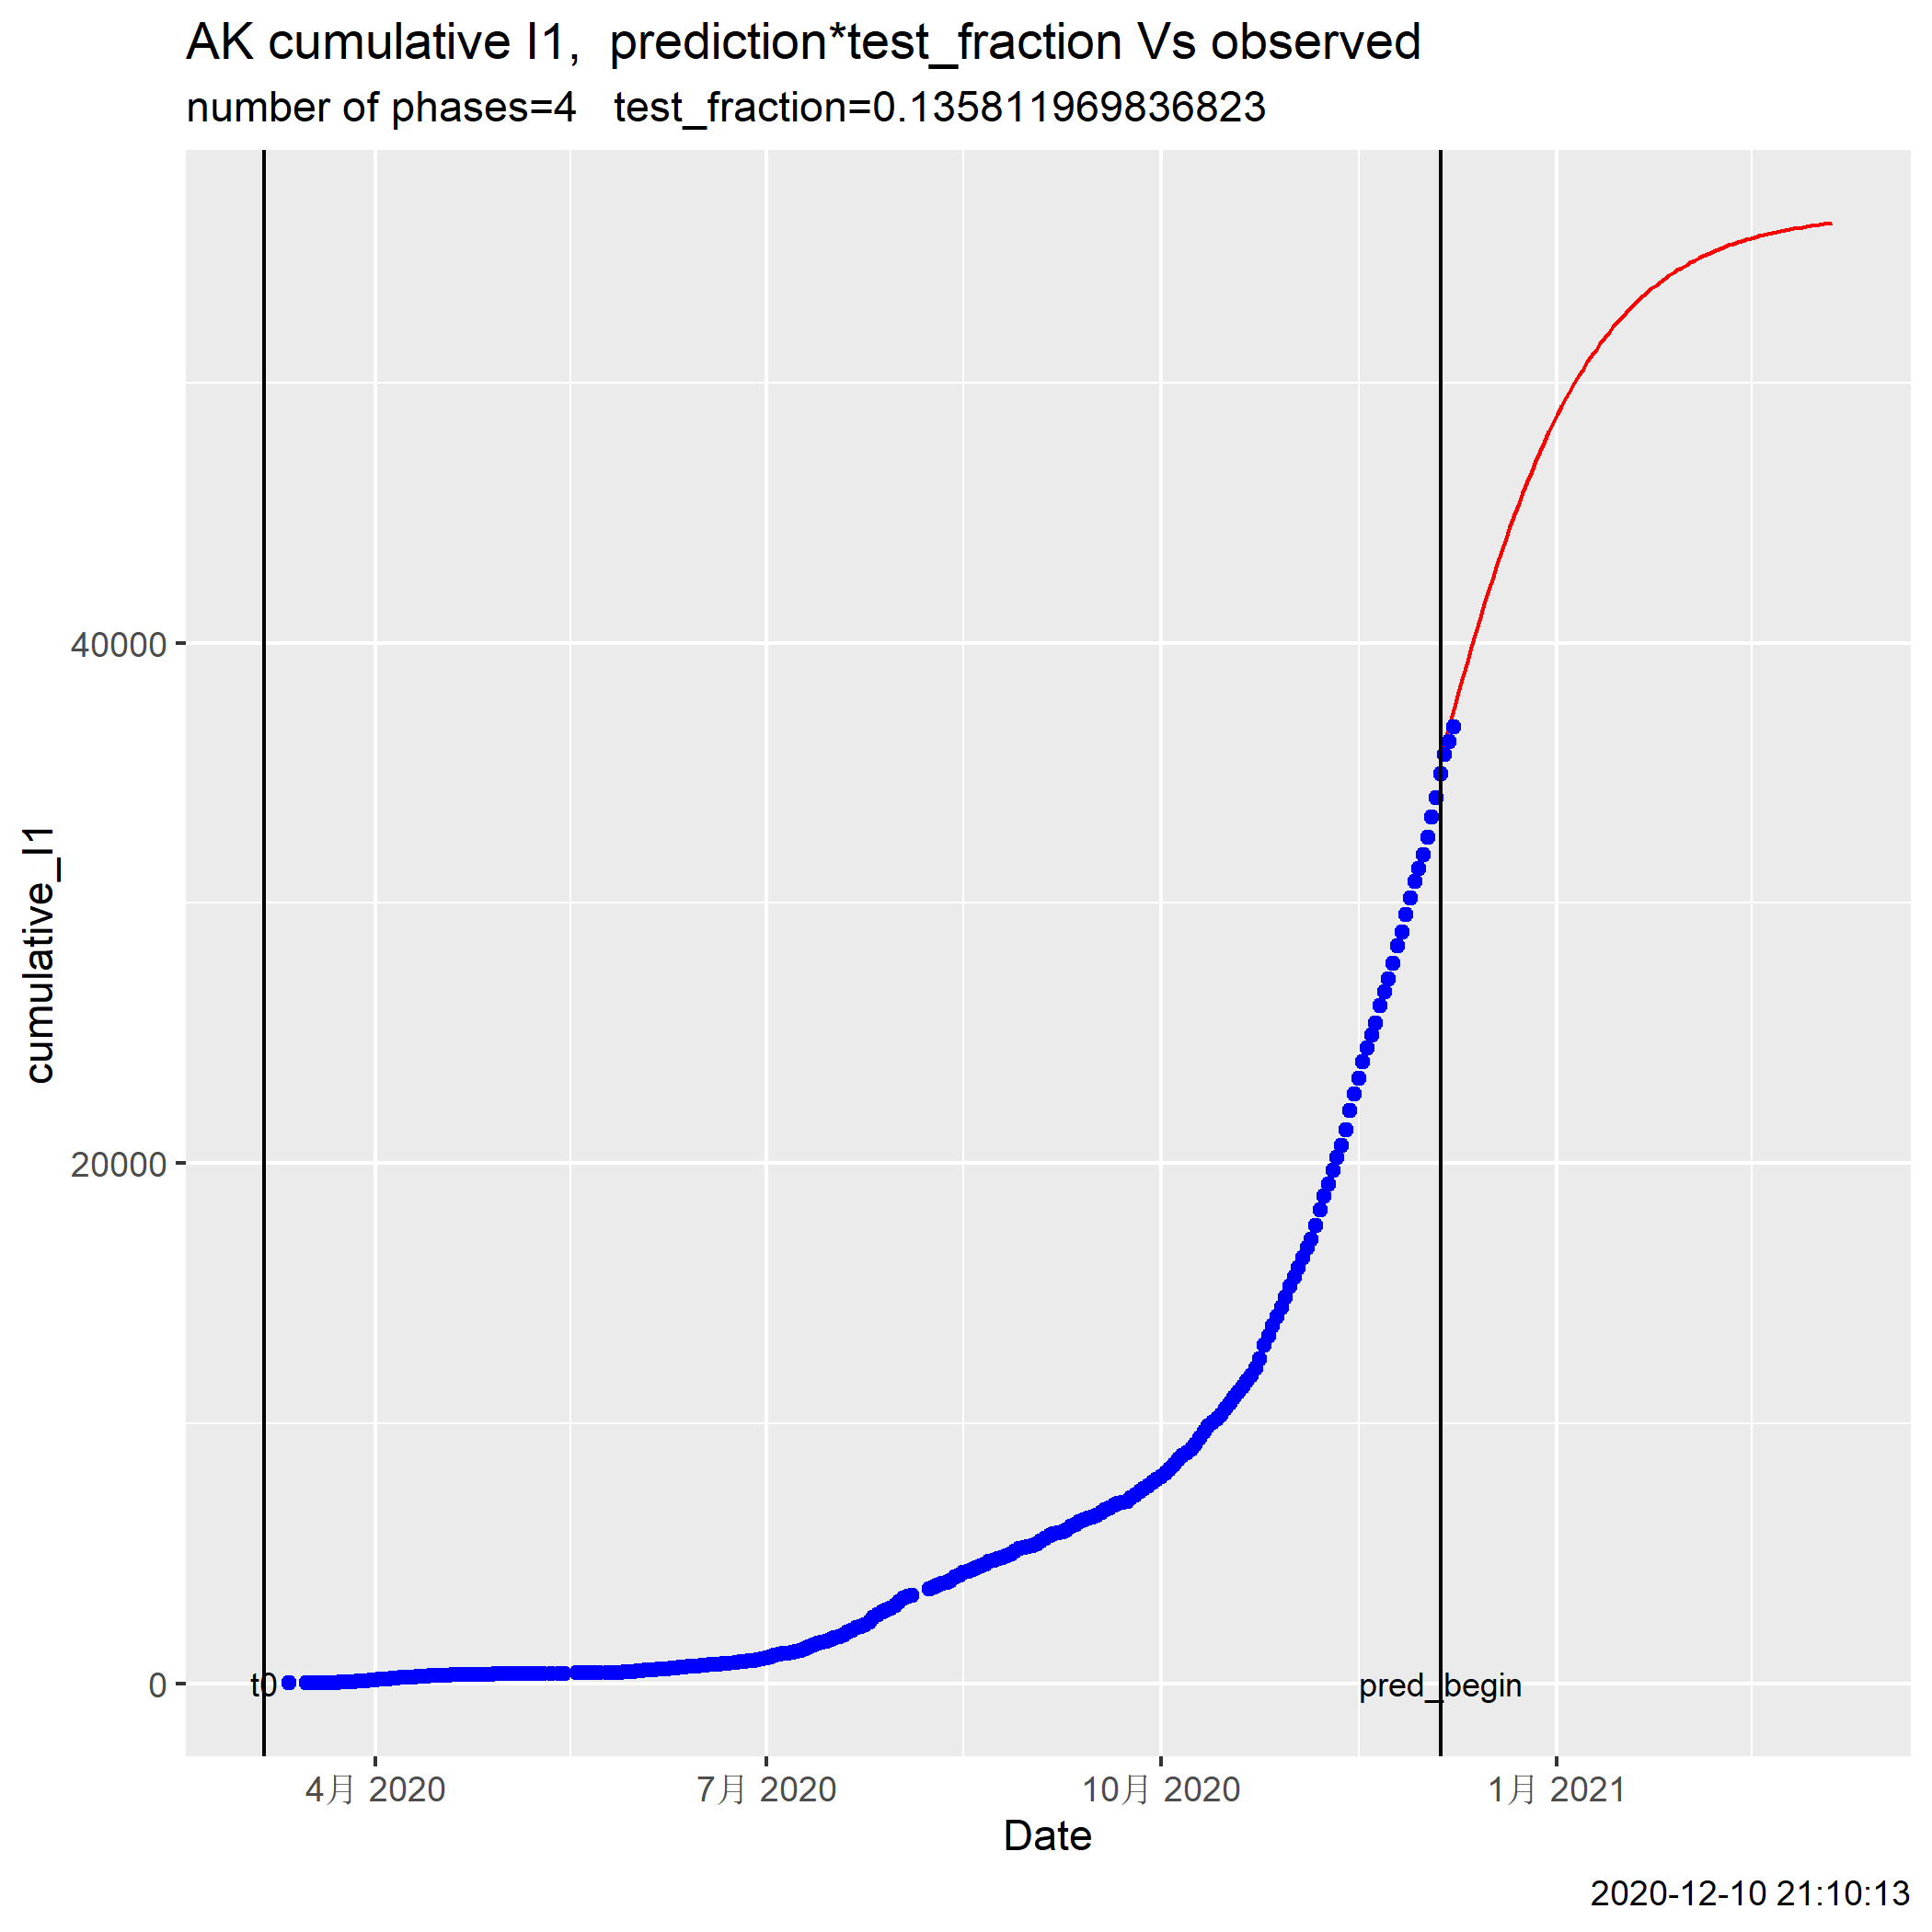 AK cumulative I1,  prediction*test_fraction Vs observed
number of phases=4   test_fraction=0.135811969836823
cumulative_I1
40000
20000
0
t0
pred_begin
4月 2020
7月 2020
10月 2020
1月 2021
Date
2020-12-10 21:10:13